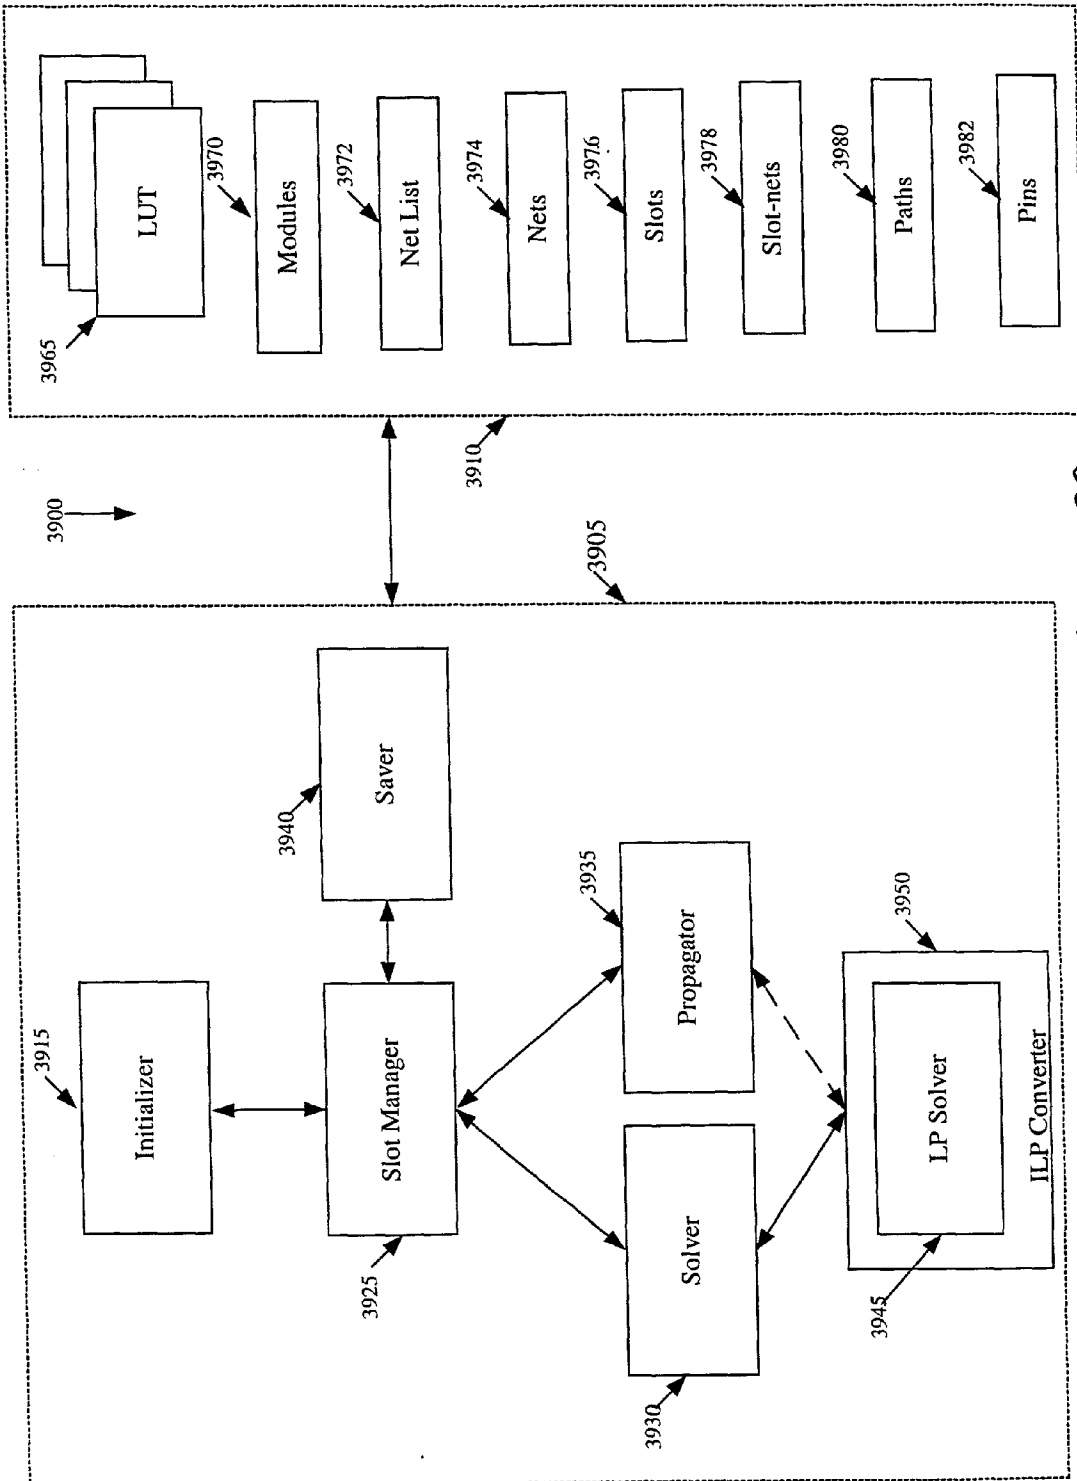 3900
3905
3915
Initializer
3925
Slot Manager
3940
Saver
3930
Solver
3935
Propagator
3950
3945
LP Solver
ILP Converter
3910
3965
LUT
3970
Modules
3972
Net List
3974
Nets
3976
Slots
3978
Slot-nets
3980
Paths
3982
Pins